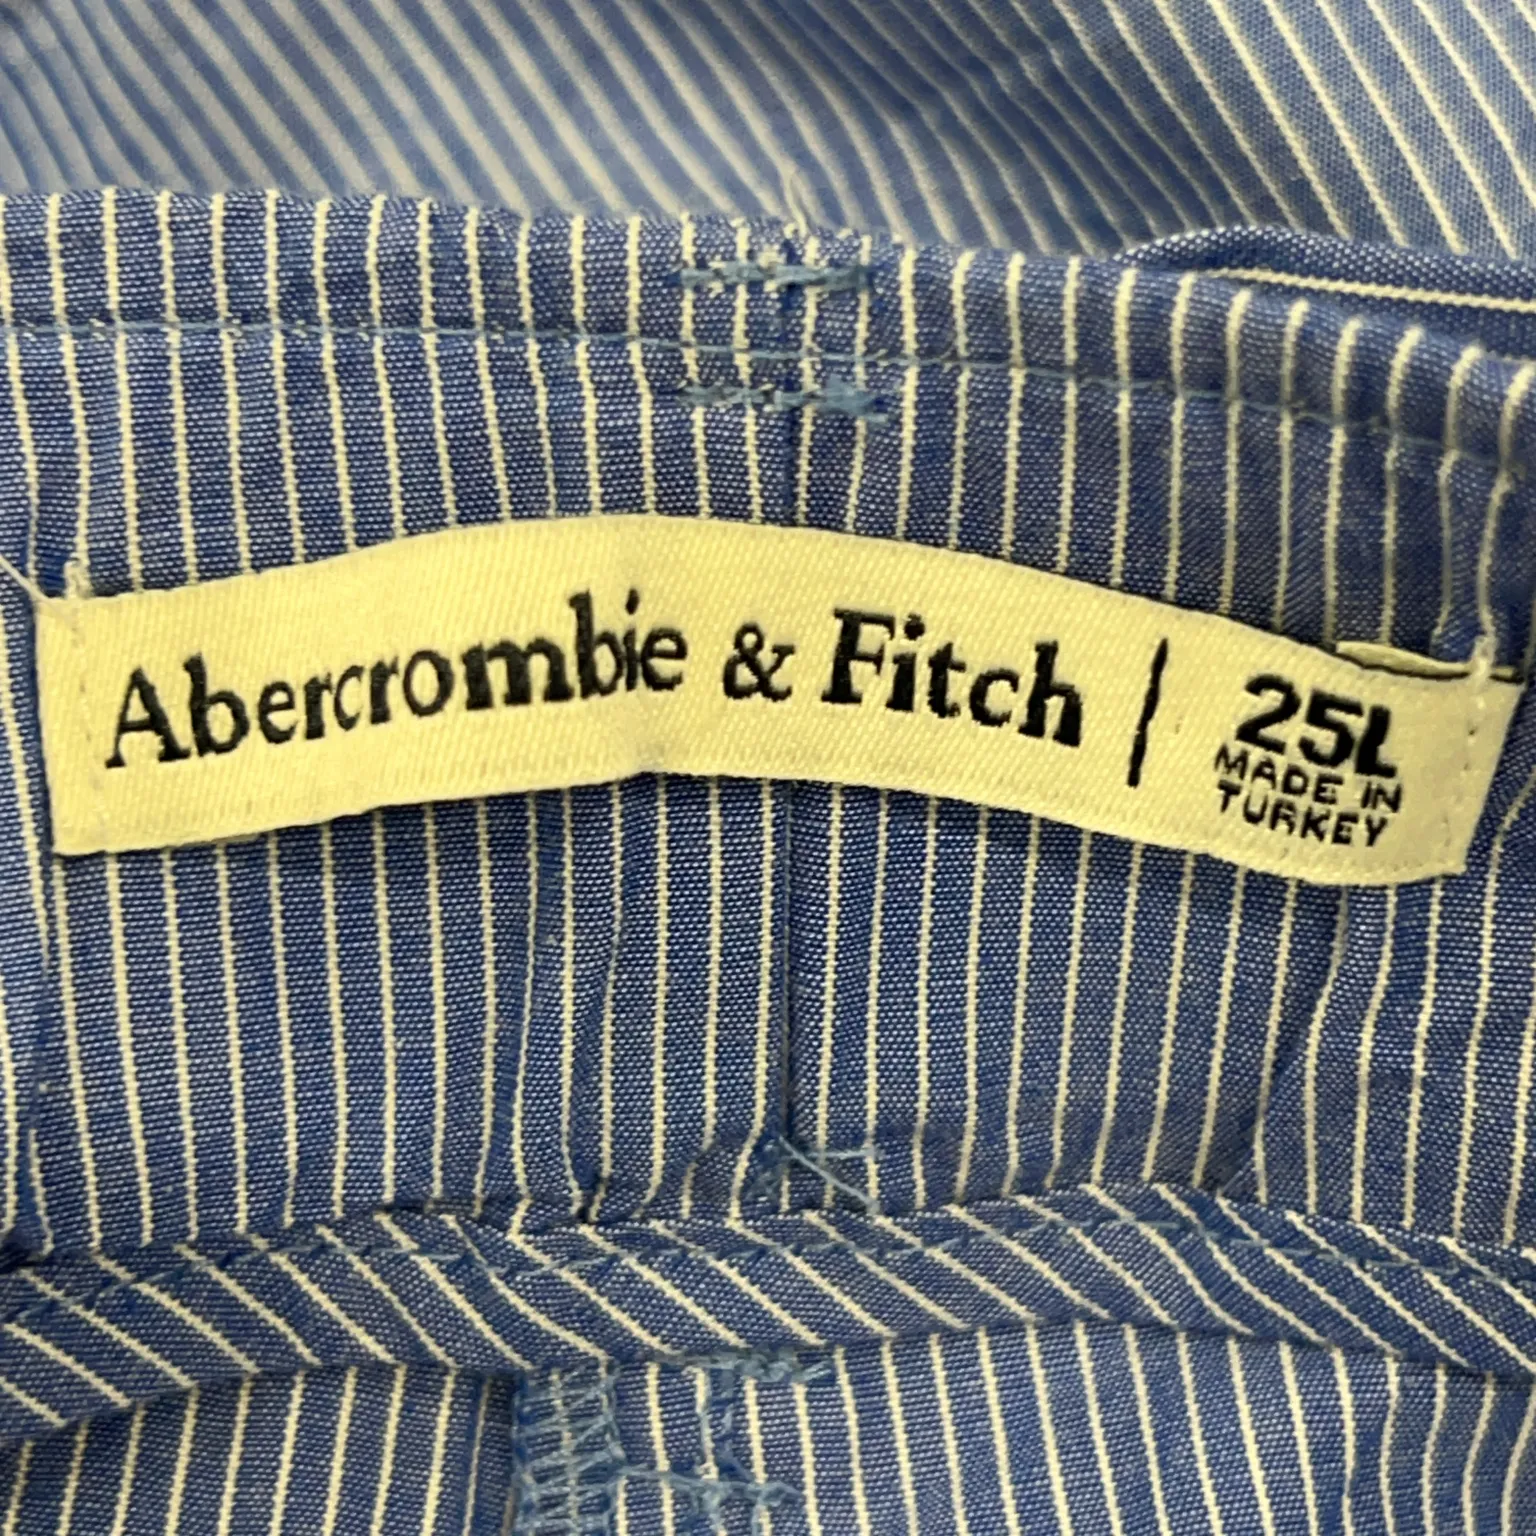 Abercrombie & Fitch | 25L
MADE IN
TURKEY